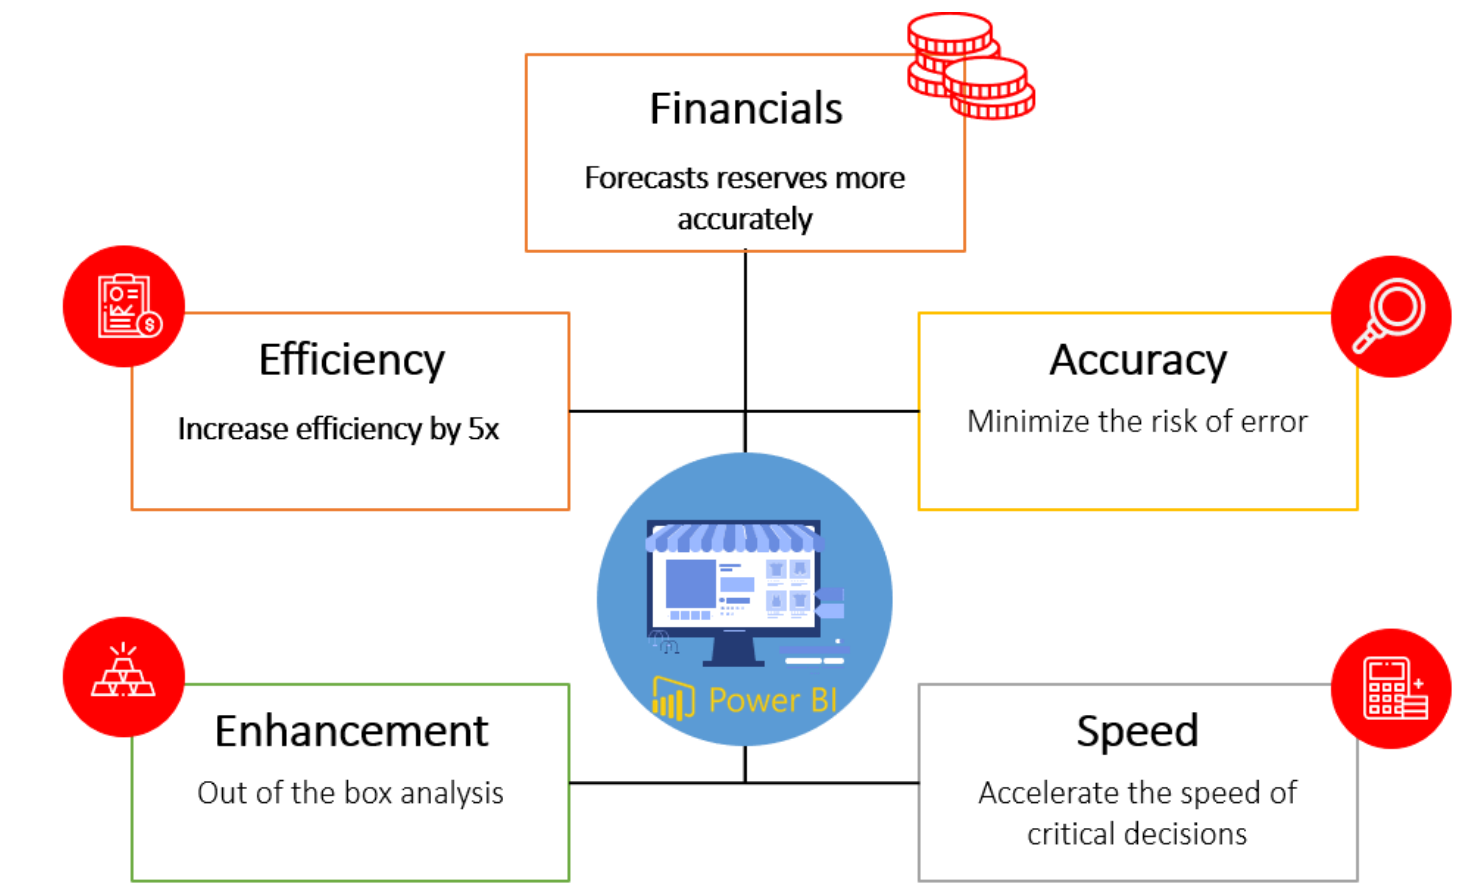 Financials
Forecasts reserves more
accurately
Efficiency
Increase efficiency by 5x
Accuracy
Minimize the risk of error
Power BI
Enhancement
Out of the box analysis
Speed
Accelerate the speed of
critical decisions